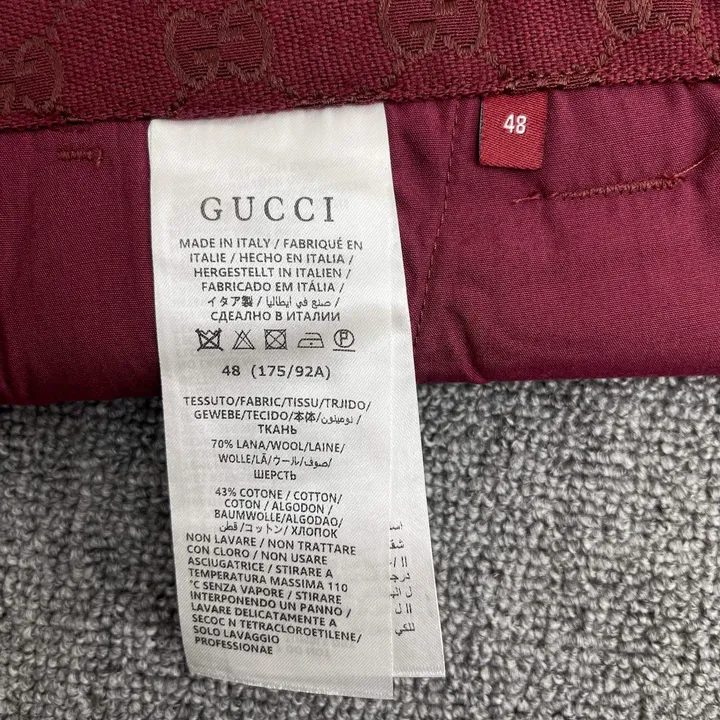 48
GUCCI
MADE IN ITALY / FABRIQUÉ EN
ITALIE / HECHO EN ITALIA /
HERGESTELLT IN ITALIEN /
FABRICADO EM ITÁLIA /
イタア製 / صنع في أيطاليا /
СДЕАЛНО В ИТАЛИИ
48 (175/92A)
TESSUTO/FABRIC/TISSU/TRJIDO/
GEWEBE/TECIDO/本体/نومينون/
ТКАНЬ
70% LANA/WOOL/LAINE/
WOLLE/LÃ/ウール/صوف/
ШЕРСТЬ
43% COTONE / COTTON/
COTON / ALGODON /
BAUMWOLLE/ALGODAO/
قطن /コットン/ ХЛОПОК
NON LAVARE / NON TRATTARE
CON CLORO / NON USARE
ASCIUGATRICE / STIRARE A
TEMPERATURA MASSIMA 110
°C SENZA VAPORE / STIRARE
INTERPONENDO UN PANNO /
LAVARE DELICATAMENTE A
SECOC N TETRACLOROETILENE/
SOLO LAVAGGIO
PROFESSIONAE